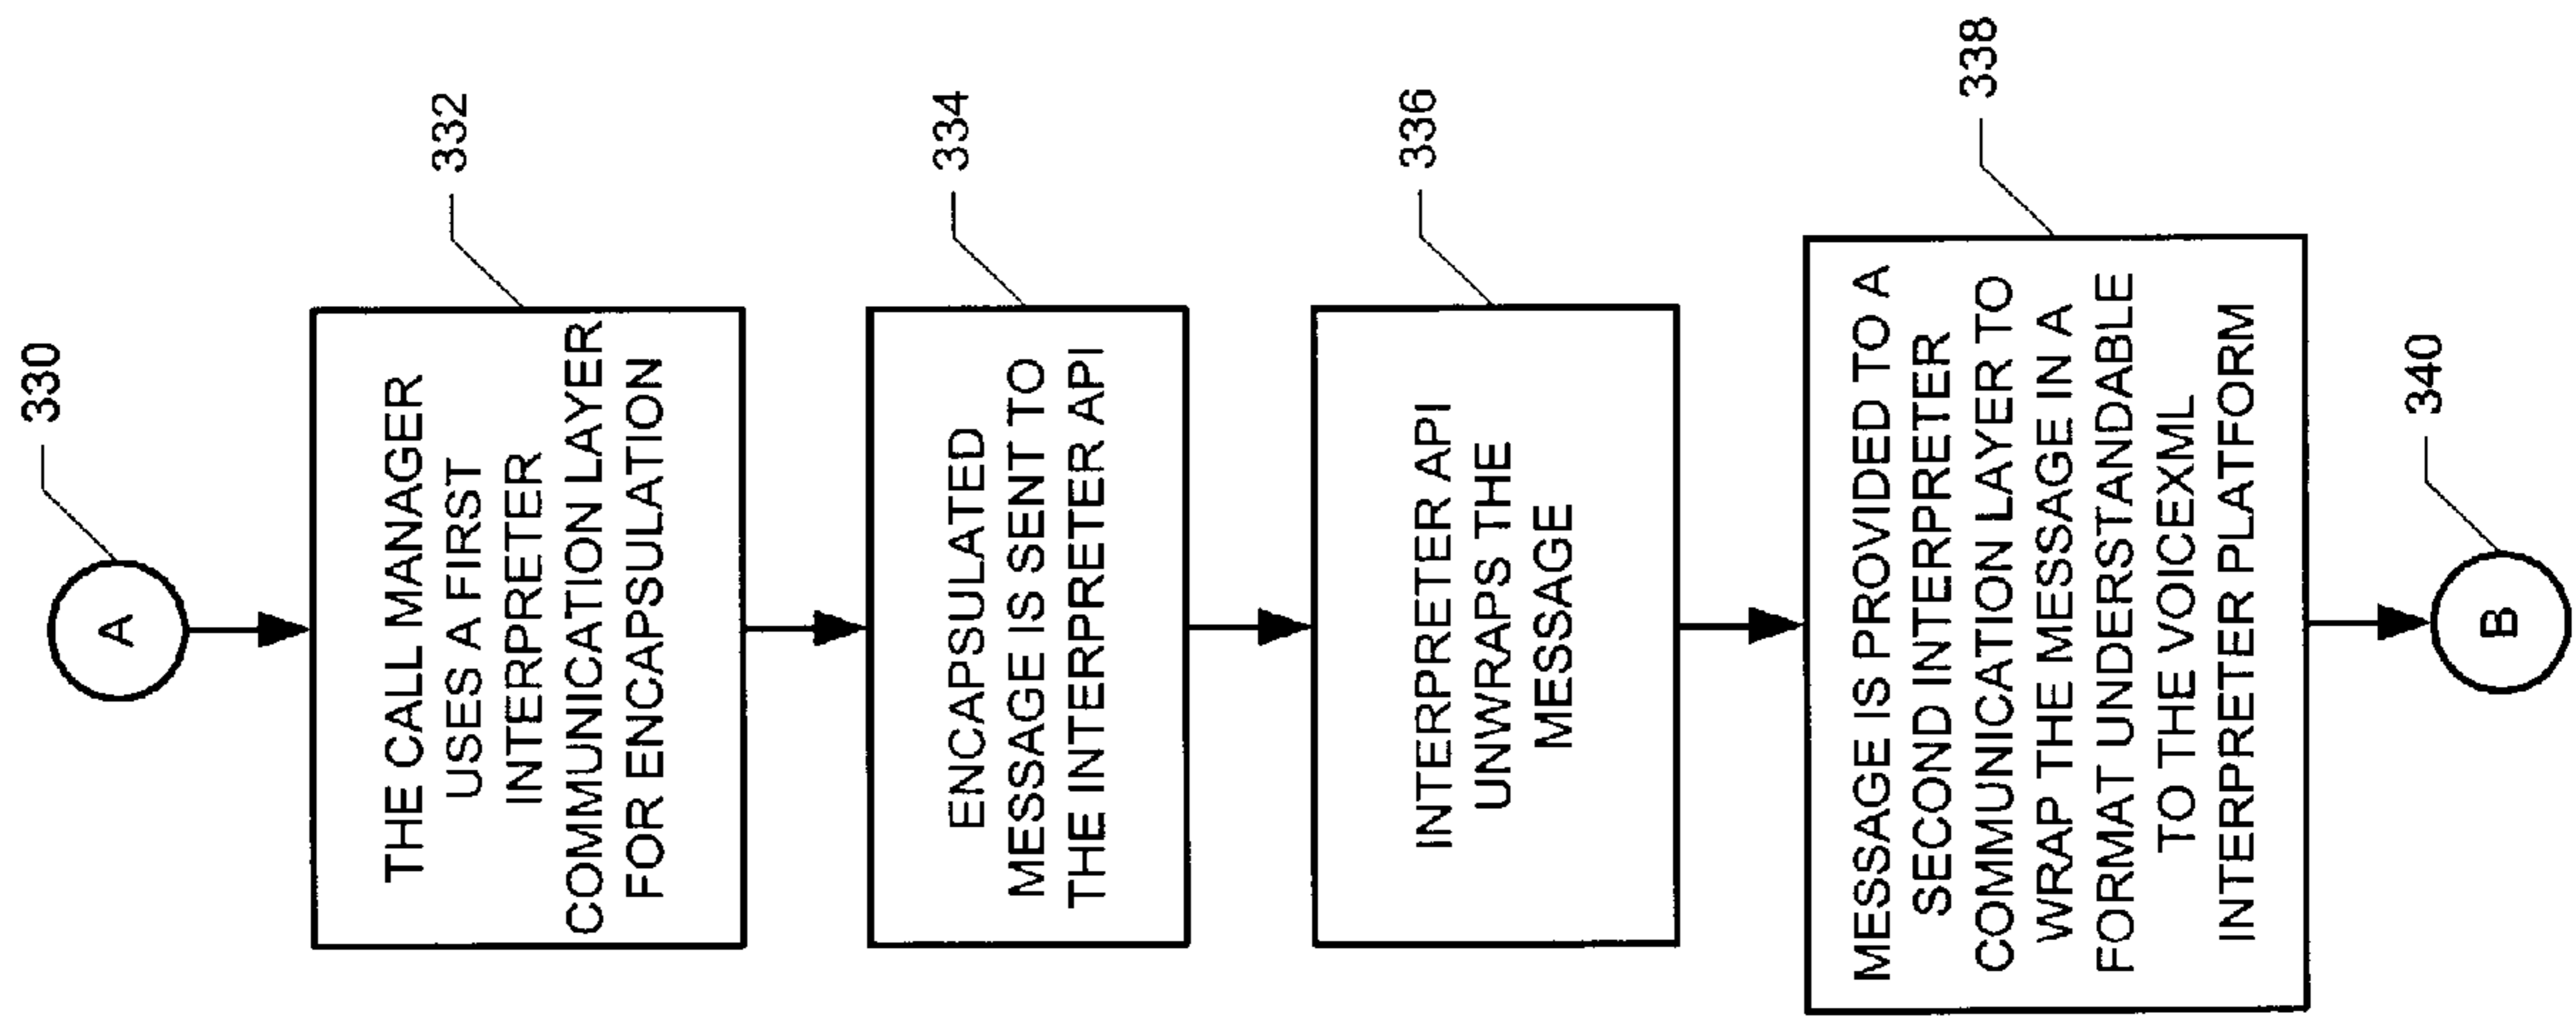 330
A
332
THE CALL MANAGER
USES A FIRST
INTERPRETER
COMMUNICATION LAYER
FOR ENCAPSULATION
334
ENCAPSULATED
MESSAGE IS SENT TO
THE INTERPRETER API
336
INTERPRETER API
UNWRAPS THE
MESSAGE
338
MESSAGE IS PROVIDED TO A
SECOND INTERPRETER
COMMUNICATION LAYER TO
WRAP THE MESSAGE IN A
FORMAT UNDERSTANDABLE
TO THE VOICEXML
INTERPRETER PLATFORM
340
B